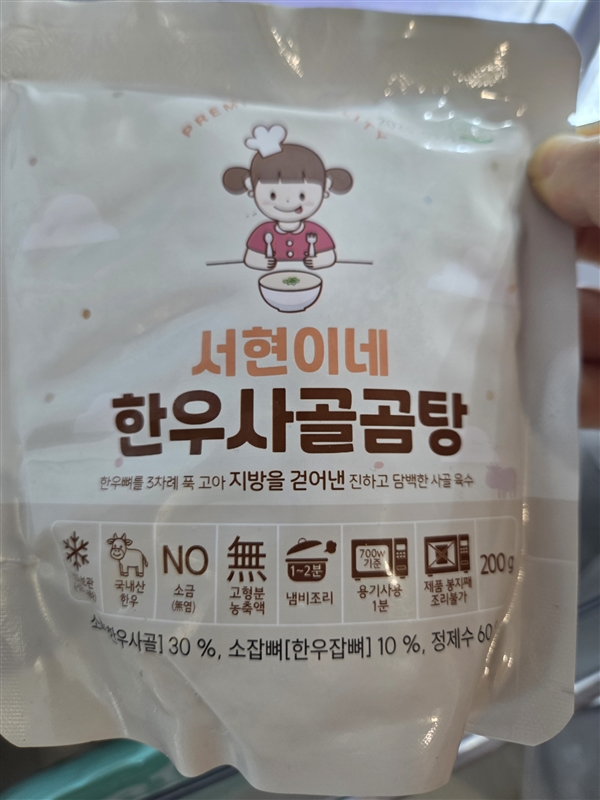 서현이네
한우사골곰탕
한우뼈를 3차례 푹 고아 지방을 걷어낸 진하고 담백한 사골 육수
국내산
한우
NO
소금
(無염)
無
고형분
농축액
1~2분
냄비조리
700w
기준
용기사용
1분
제품 봉지째
조리불가
200g
한우사골] 30 %, 소잡뼈[한우잡뼈] 10 %, 정제수 60